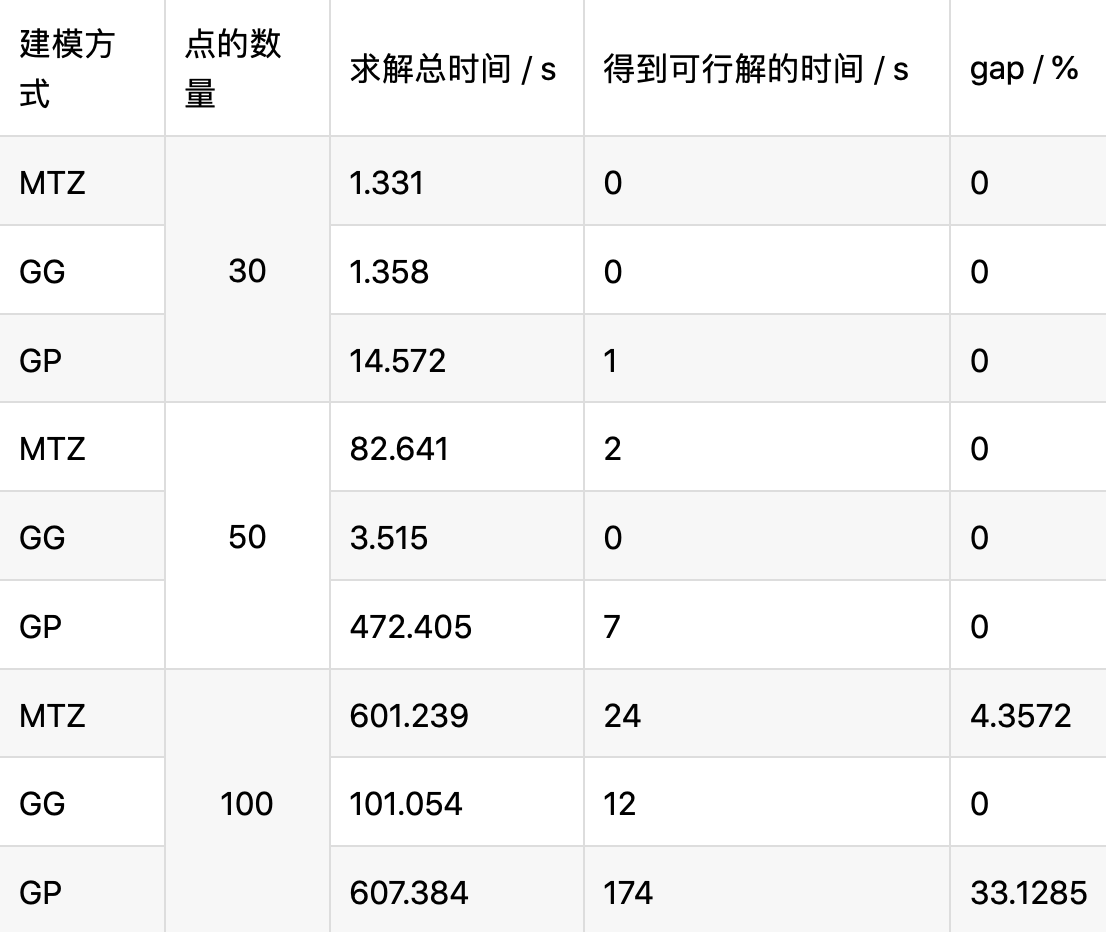 建模方式 点的数量 求解总时间 / s 得到可行解的时间 / s gap / %
MTZ 30 1.331 0 0
GG 1.358 0 0
GP 14.572 1 0
MTZ 50 82.641 2 0
GG 3.515 0 0
GP 472.405 7 0
MTZ 100 601.239 24 4.3572
GG 101.054 12 0
GP 607.384 174 33.1285